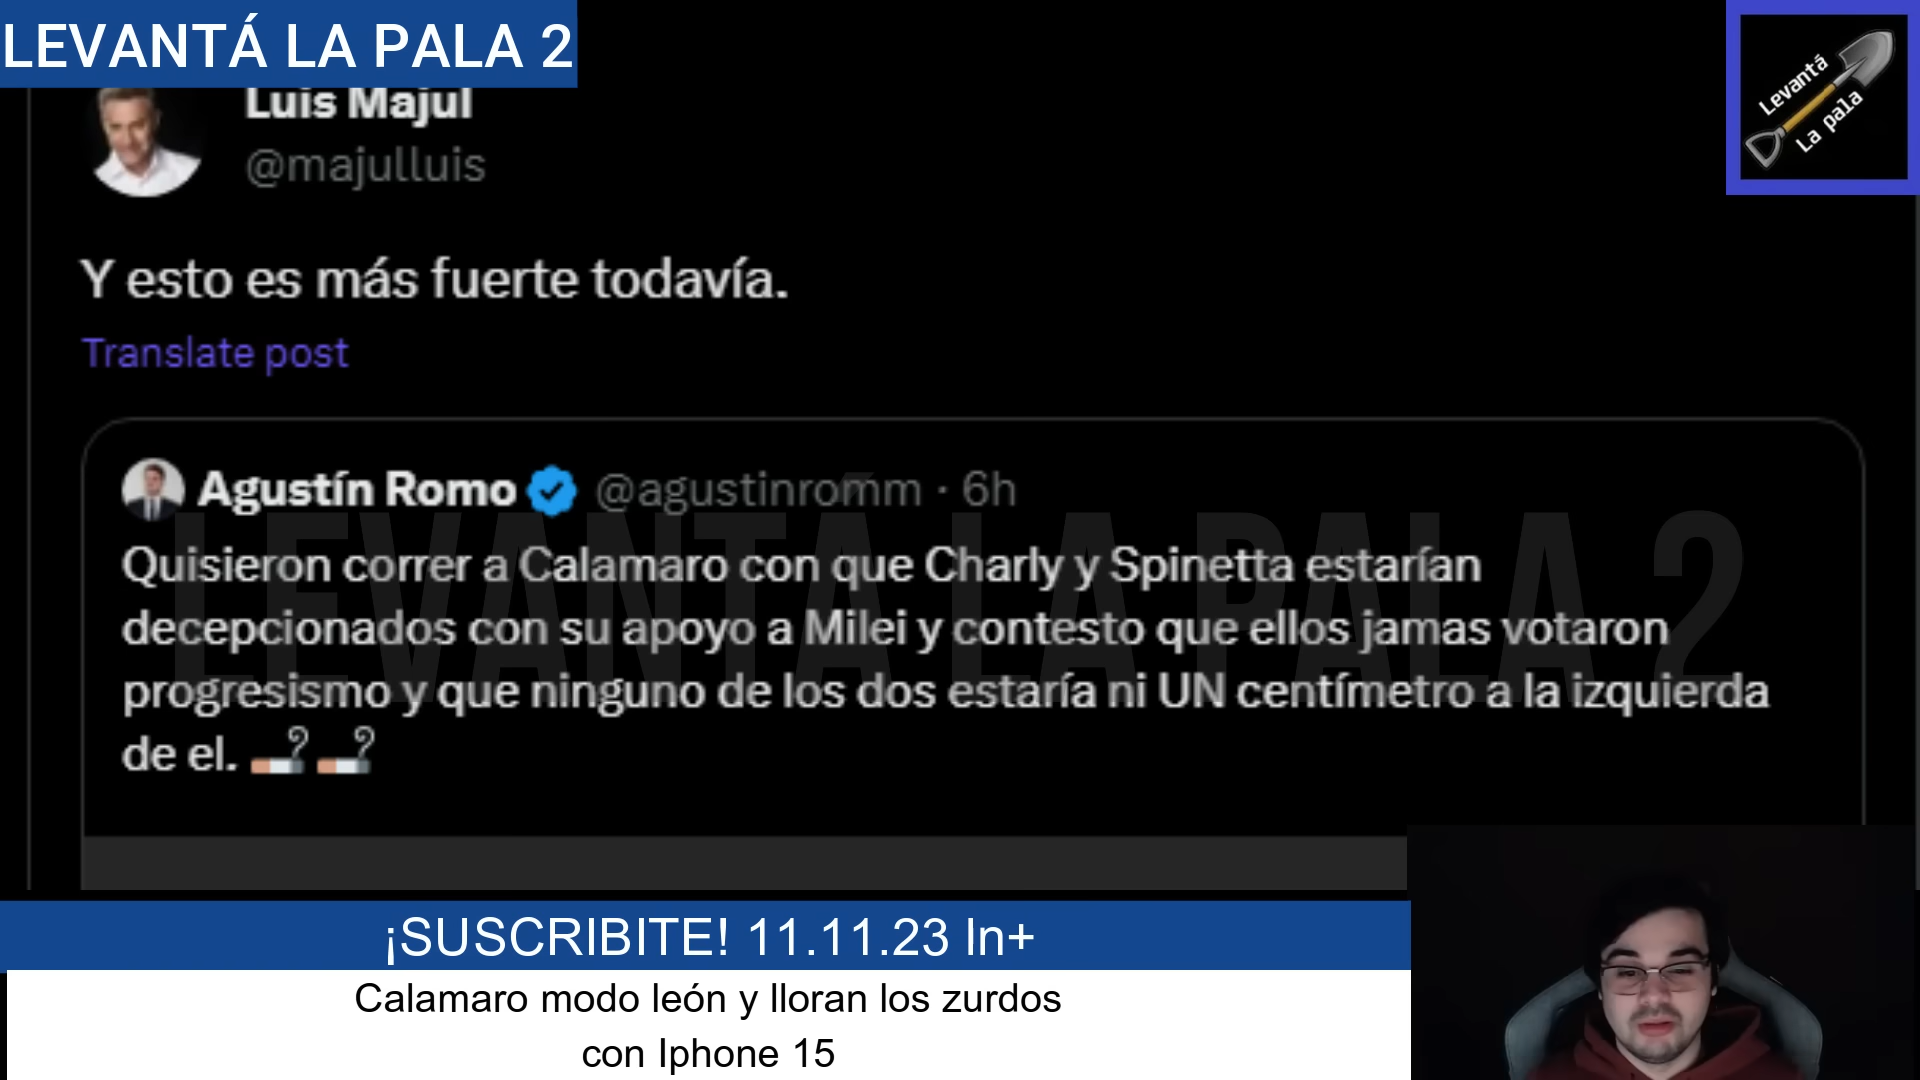 LEVANTÁ LA PALA 2
Levantá
La pala
Luis Majul
@majulluis
Y esto es más fuerte todavía.
Translate post
Agustín Romo @agustinromm · 6h
Quisieron correr a Calamaro con que Charly y Spinetta estarían
decepcionados con su apoyo a Milei y contesto que ellos jamas votaron
progresismo y que ninguno de los dos estaría ni UN centímetro a la izquierda
de el.
LEVANTÁ LA PALA 2
¡SUSCRIBITE! 11.11.23 In+
Calamaro modo león y lloran los zurdos
con Iphone 15